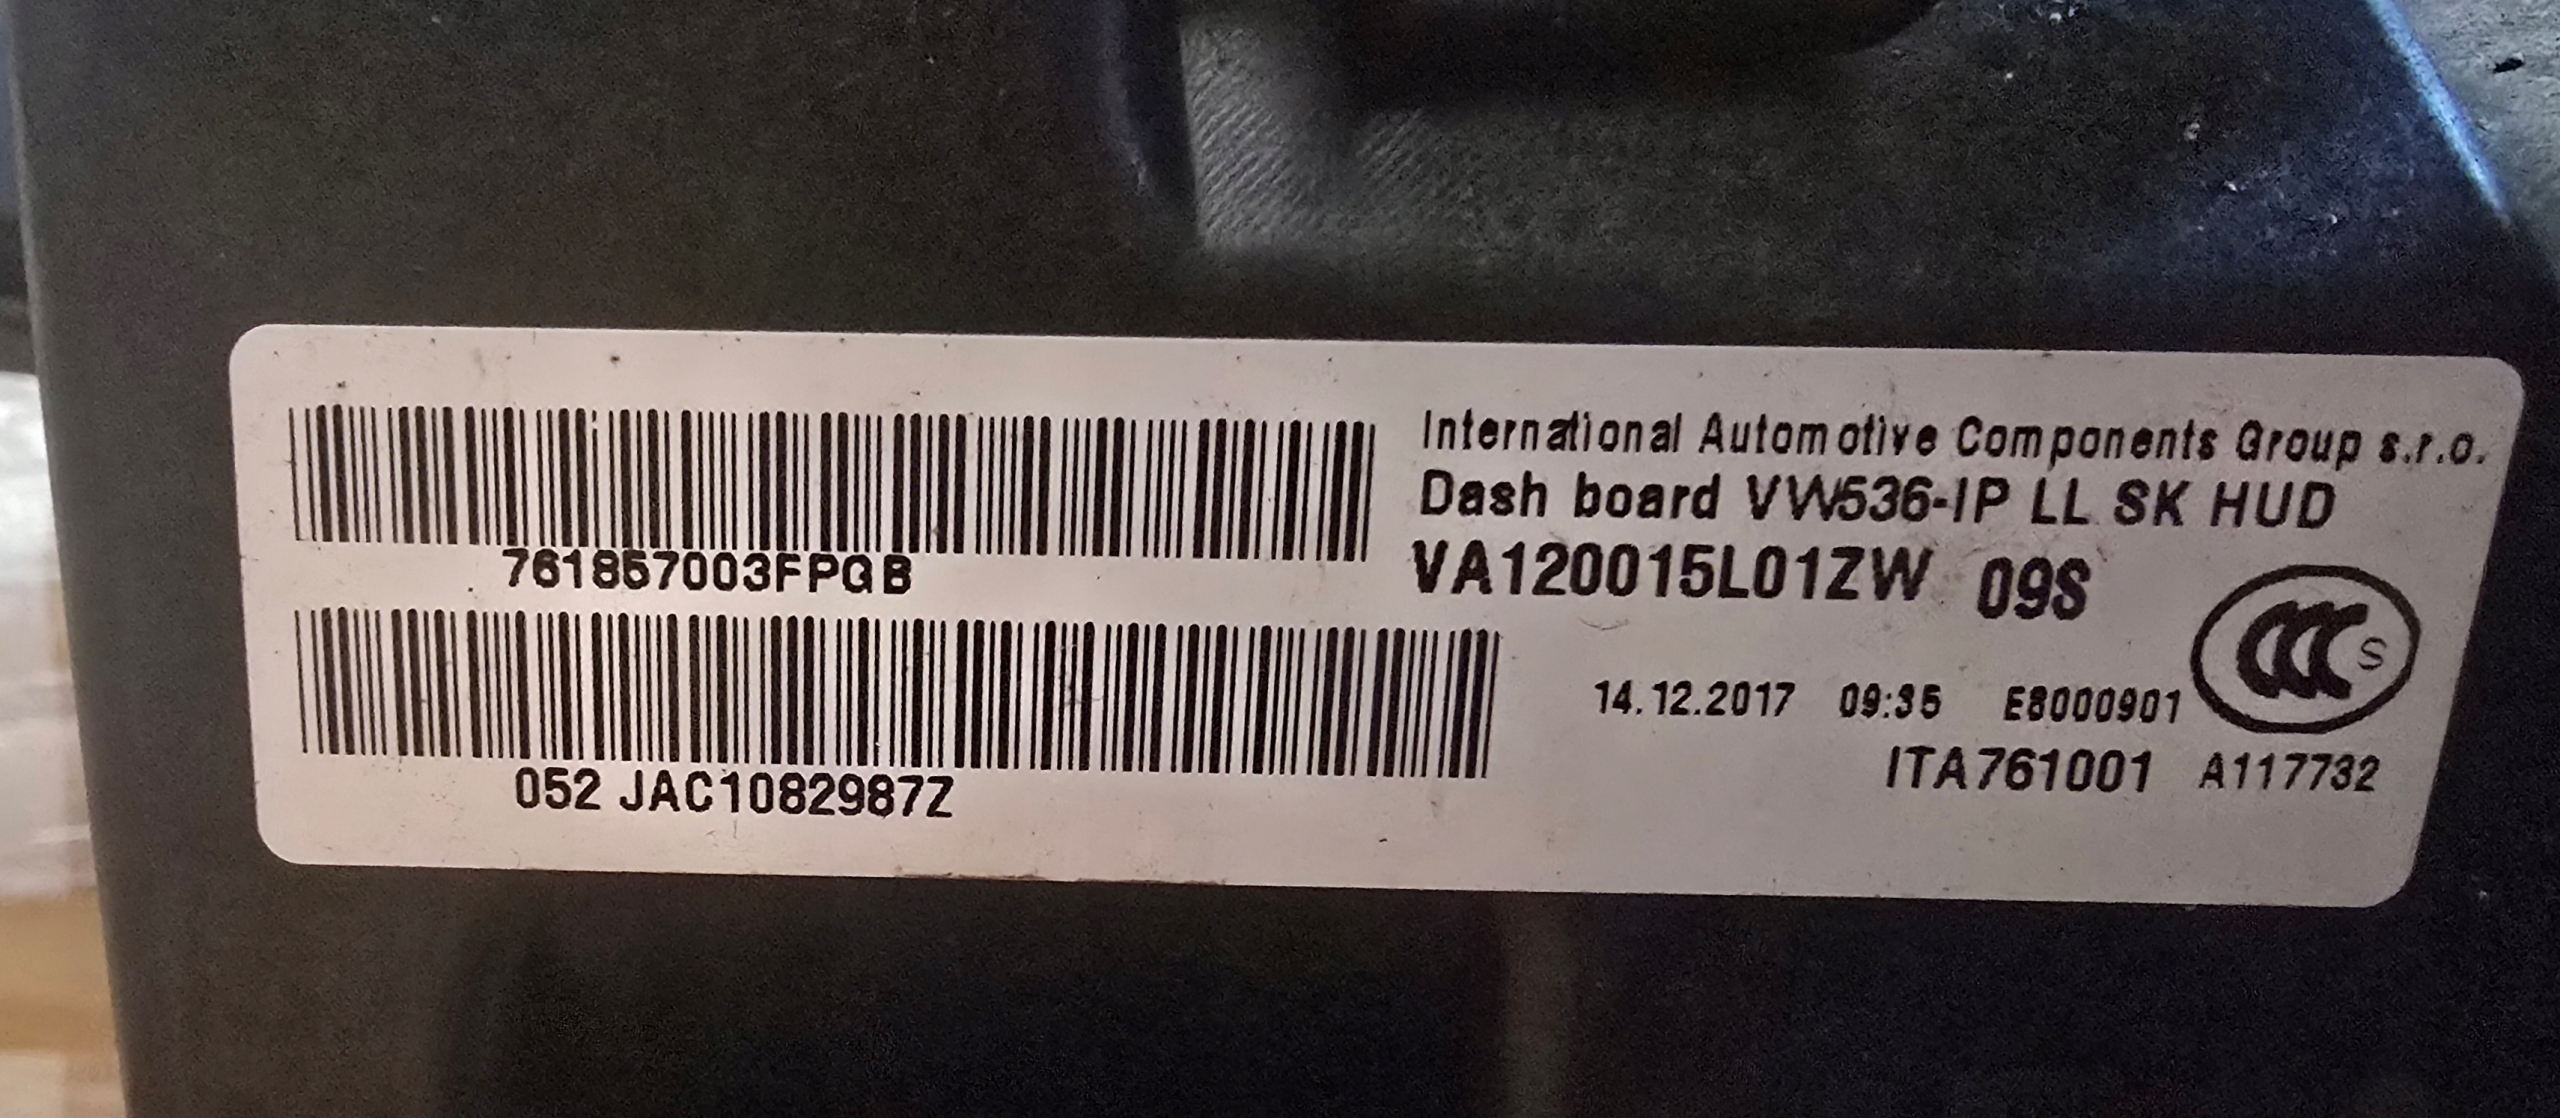 International Automotive Components Group s.r.o.
Dash board VW536-IP LL SK HUD
761857003FPGB
VA120015L01ZW 09S
CCC S
14.12.2017 09:35 E8000901
ITA761001 A117732
052 JAC1082987Z